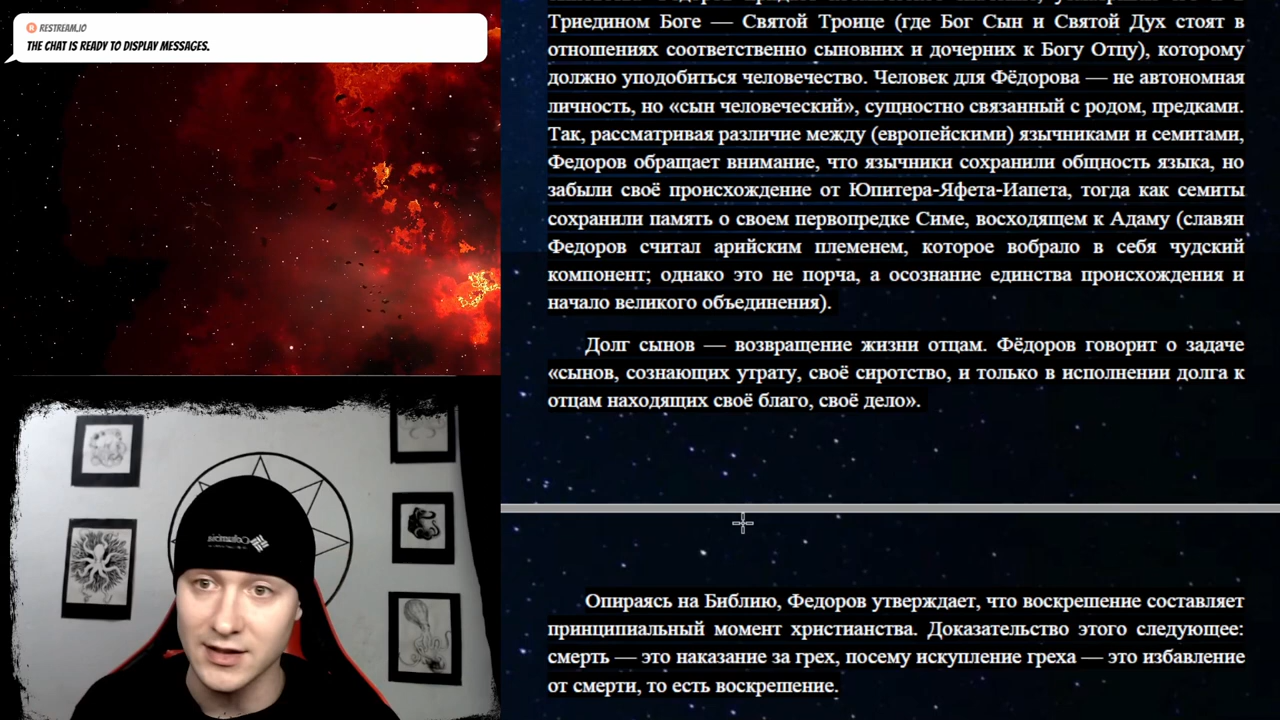 RESTREAM.IO
THE CHAT IS READY TO DISPLAY MESSAGES.
Триедином Боге — Святой Троице (где Бог Сын и Святой Дух стоят в
отношениях соответственно сыновних и дочерних к Богу Отцу), которому
должно уподобиться человечество. Человек для Фёдорова — не автономная
личность, но «сын человеческий», сущностно связанный с родом, предками.
Так, рассматривая различие между (европейскими) язычниками и семитами,
Федоров обращает внимание, что язычники сохранили общность языка, но
забыли своё происхождение от Юпитера-Яфета-Иапета, тогда как семиты
сохранили память о своем первопредке Симе, восходящем к Адаму (славян
Федоров считал арийским племенем, которое вобрало в себя чудский
компонент; однако это не порча, а осознание единства происхождения и
начало великого объединения).
Долг сынов — возвращение жизни отцам. Фёдоров говорит о задаче
«сынов, сознающих утрату, своё сиротство, и только в исполнении долга к
отцам находящих своё благо, своё дело».
Опираясь на Библию, Федоров утверждает, что воскрешение составляет
принципиальный момент христианства. Доказательство этого следующее:
смерть — это наказание за грех, посему искупление греха — это избавление
от смерти, то есть воскрешение.
Columbia